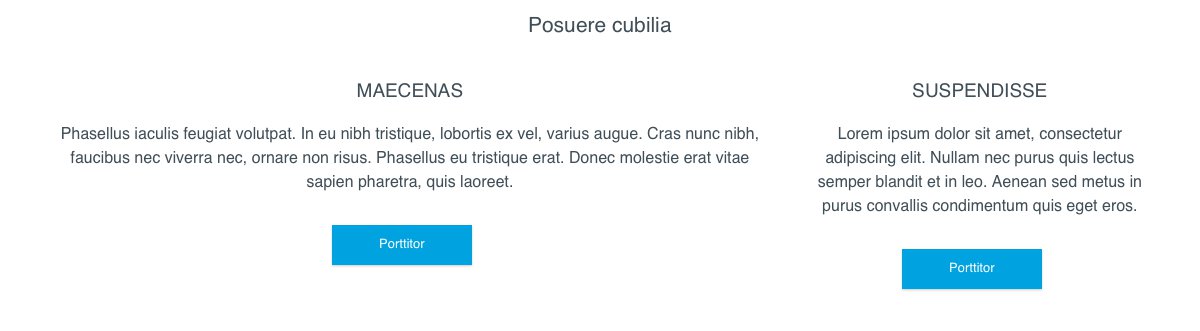 Posuere cubilia
MAECENAS
Phasellus iaculis feugiat volutpat. In eu nibh tristique, lobortis ex vel, varius augue. Cras nunc nibh,
faucibus nec viverra nec, ornare non risus. Phasellus eu tristique erat. Donec molestie erat vitae
sapien pharetra, quis laoreet.
Porttitor
SUSPENDISSE
Lorem ipsum dolor sit amet, consectetur
adipiscing elit. Nullam nec purus quis lectus
semper blandit et in leo. Aenean sed metus in
purus convallis condimentum quis eget eros.
Porttitor